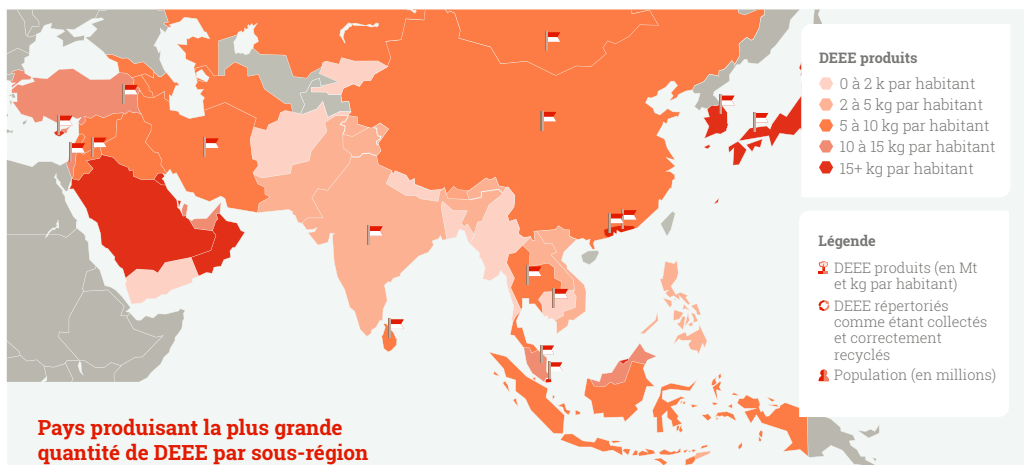 DEEE produits
0 à 2 k par habitant
2 à 5 kg par habitant
5 à 10 kg par habitant
10 à 15 kg par habitant
15+ kg par habitant
Légende
DEEE produits (en Mt
et kg par habitant)
DEEE répertoriés
comme étant collectés
et correctement
recyclés
Population (en millions)
Pays produisant la plus grande
quantité de DEEE par sous-région